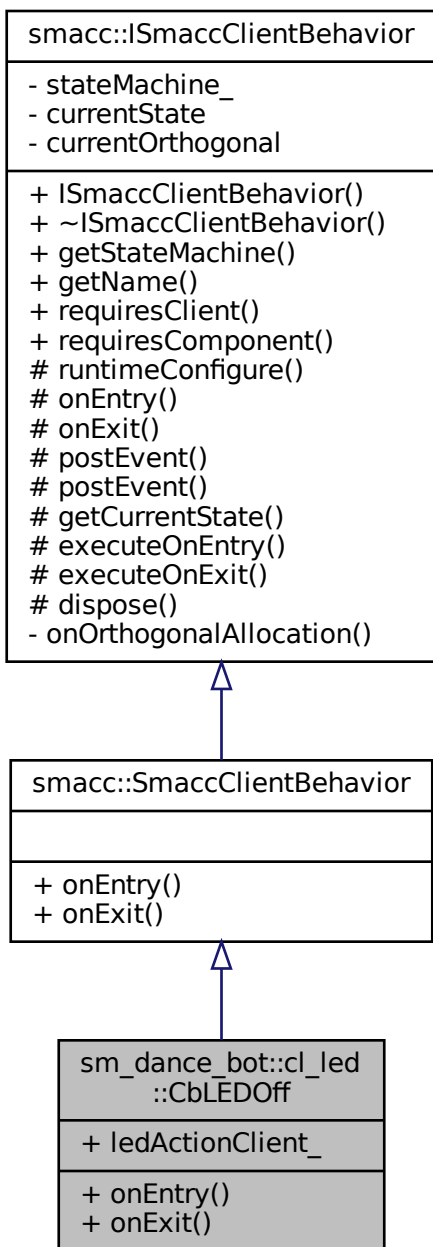 smacc::ISmaccClientBehavior
- stateMachine_
- currentState
- currentOrthogonal
+ ISmaccClientBehavior()
+ ~ISmaccClientBehavior()
+ getStateMachine()
+ getName()
+ requiresClient()
+ requiresComponent()
# runtimeConfigure()
# onEntry()
# onExit()
# postEvent()
# postEvent()
# getCurrentState()
# executeOnEntry()
# executeOnExit()
# dispose()
- onOrthogonalAllocation()
smacc::SmaccClientBehavior
+ onEntry()
+ onExit()
sm_dance_bot::cl_led
::CbLEDOff
+ ledActionClient_
+ onEntry()
+ onExit()